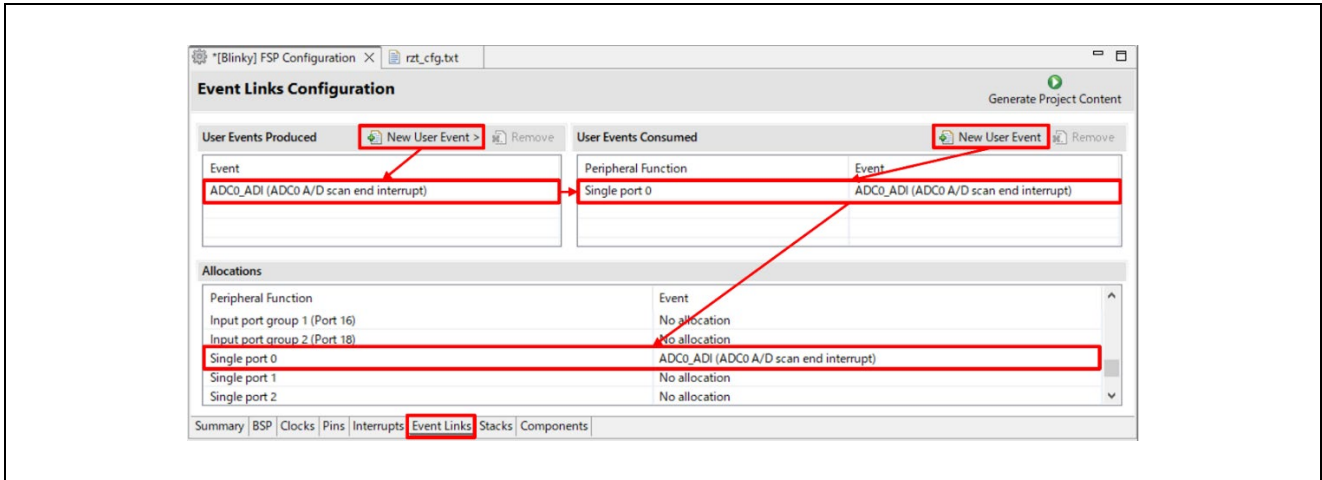 *[Blinky] FSP Configuration rzt_cfg.txt
Event Links Configuration
Generate Project Content
User Events Produced New User Event > Remove User Events Consumed New User Event Remove
Event Peripheral Function Event
ADC0_ADI (ADC0 A/D scan end interrupt) Single port 0 ADC0_ADI (ADC0 A/D scan end interrupt)
Allocations
Peripheral Function Event
Input port group 1 (Port 16) No allocation
Input port group 2 (Port 18) No allocation
Single port 0 ADC0_ADI (ADC0 A/D scan end interrupt)
Single port 1 No allocation
Single port 2 No allocation
Summary BSP Clocks Pins Interrupts Event Links Stacks Components